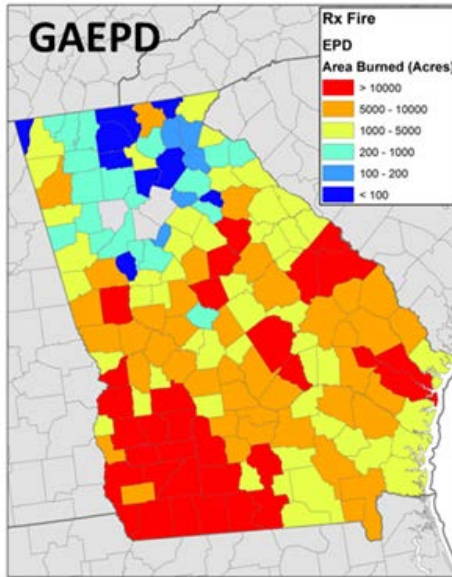 GAEPD
Rx Fire
EPD
Area Burned (Acres)
> 10000
5000 - 10000
1000 - 5000
200 - 1000
100 - 200
< 100